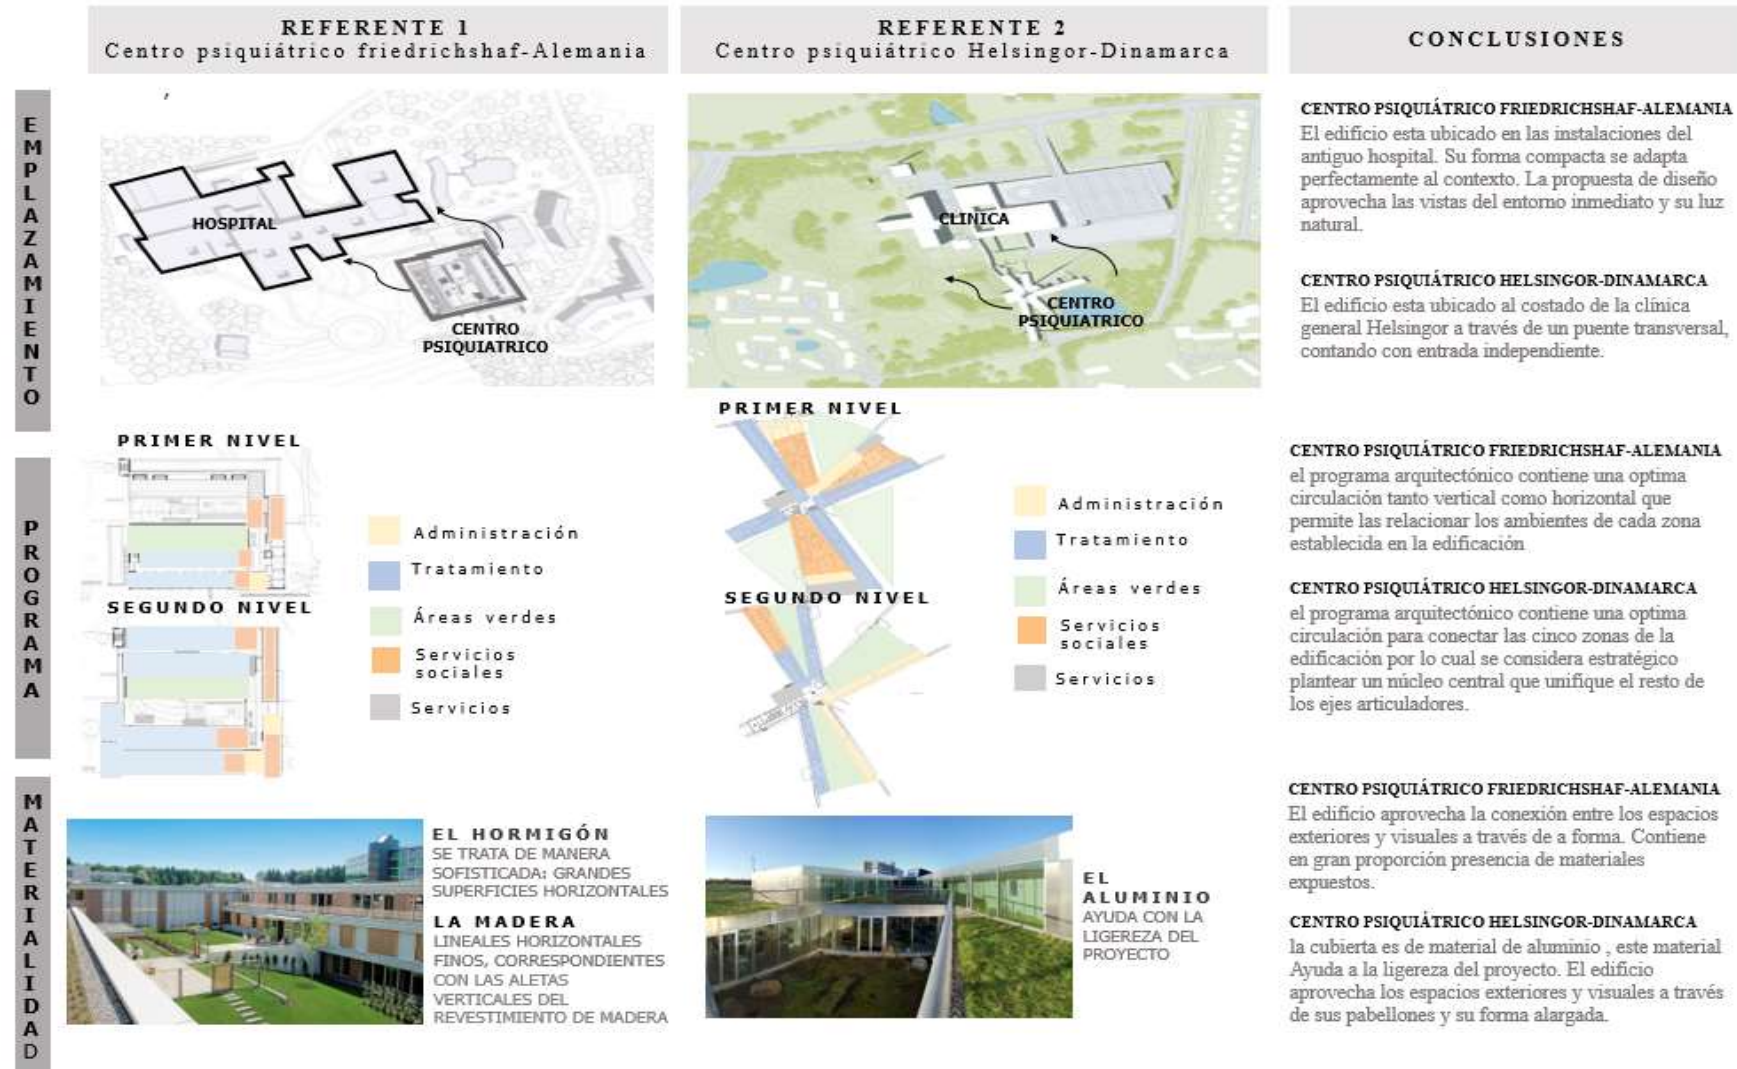 REFERENTE 1
Centro psiquiátrico friedrichshaf-Alemania
REFERENTE 2
Centro psiquiátrico Helsingor-Dinamarca
CONCLUSIONES
EMPLAZAMIENTO
HOSPITAL
CENTRO
PSIQUIATRICO
CLINICA
CENTRO
PSIQUIATRICO
CENTRO PSIQUIÁTRICO FRIEDRICHSHAF-ALEMANIA
El edificio esta ubicado en las instalaciones del
antiguo hospital. Su forma compacta se adapta
perfectamente al contexto. La propuesta de diseño
aprovecha las vistas del entorno inmediato y su luz
natural.
CENTRO PSIQUIÁTRICO HELSINGOR-DINAMARCA
El edificio esta ubicado al costado de la clínica
general Helsingor a través de un puente transversal,
contando con entrada independiente.
PROGRAMA
PRIMER NIVEL
SEGUNDO NIVEL
Administración
Tratamiento
Áreas verdes
Servicios
sociales
Servicios
PRIMER NIVEL
SEGUNDO NIVEL
Administración
Tratamiento
Áreas verdes
Servicios
sociales
Servicios
CENTRO PSIQUIÁTRICO FRIEDRICHSHAF-ALEMANIA
el programa arquitectónico contiene una optima
circulación tanto vertical como horizontal que
permite las relacionar los ambientes de cada zona
establecida en la edificación
CENTRO PSIQUIÁTRICO HELSINGOR-DINAMARCA
el programa arquitectónico contiene una optima
circulación para conectar las cinco zonas de la
edificación por lo cual se considera estratégico
plantear un núcleo central que unifique el resto de
los ejes articuladores.
MATERIALIDAD
EL HORMIGÓN
SE TRATA DE MANERA
SOFISTICADA: GRANDES
SUPERFICIES HORIZONTALES
LA MADERA
LINEALES HORIZONTALES
FINOS, CORRESPONDIENTES
CON LAS ALETAS
VERTICALES DEL
REVESTIMIENTO DE MADERA
EL
ALUMINIO
AYUDA CON LA
LIGEREZA DEL
PROYECTO
CENTRO PSIQUIÁTRICO FRIEDRICHSHAF-ALEMANIA
El edificio aprovecha la conexión entre los espacios
exteriores y visuales a través de a forma. Contiene
en gran proporción presencia de materiales
expuestos.
CENTRO PSIQUIÁTRICO HELSINGOR-DINAMARCA
la cubierta es de material de aluminio , este material
Ayuda a la ligereza del proyecto. El edificio
aprovecha los espacios exteriores y visuales a través
de sus pabellones y su forma alargada.